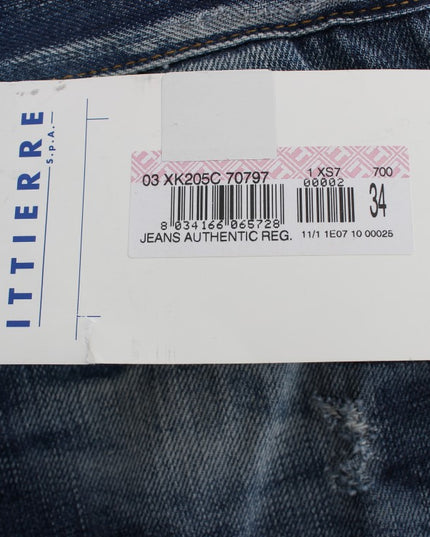 ITTIERRE
S.p.A.
03 XK205C 70797
1 XS7 700
00002
34
8 034166 065728
JEANS AUTHENTIC REG.
11/1 1E07 10 00025